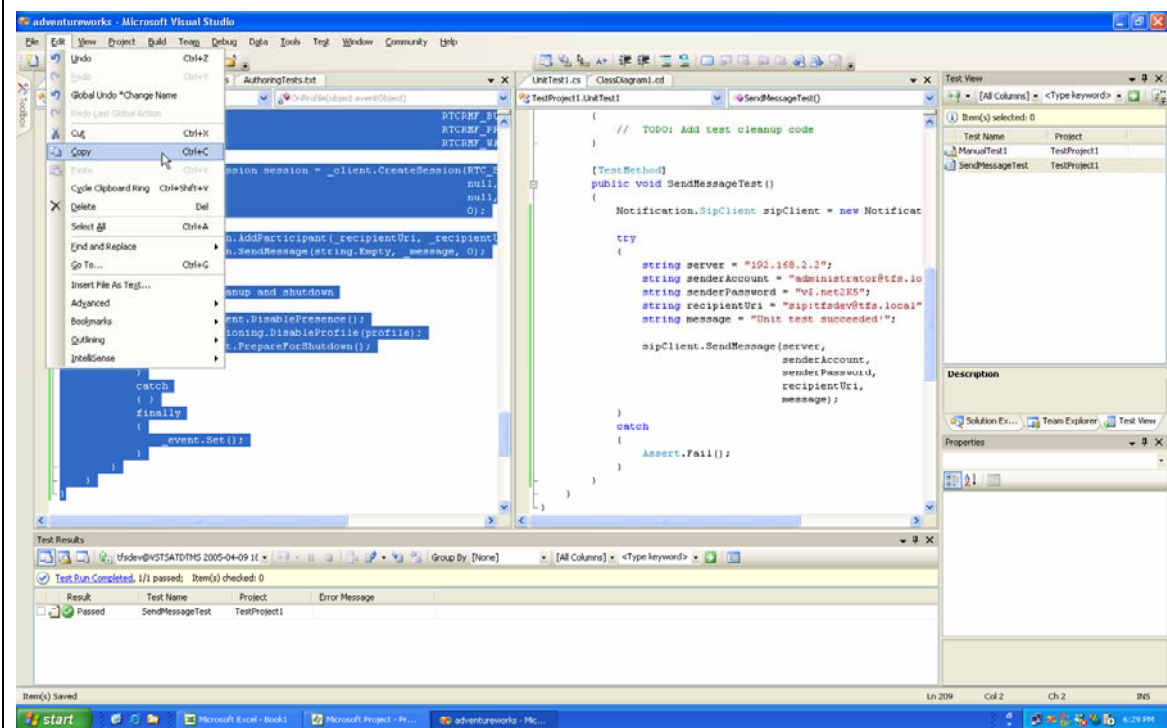 adventureworks - Microsoft Visual Studio
File Edit View Project Build Team Debug Data Tools Test Window Community Help
Undo Ctrl+Z
Redo Ctrl+Y
Global Undo *Change Name
Redo Last Global Action
Cut Ctrl+X
Copy Ctrl+C
Paste Ctrl+V
Cycle Clipboard Ring Ctrl+Shift+V
Delete Del
Select All Ctrl+A
Find and Replace
Go To... Ctrl+G
Insert File As Text...
Advanced
Bookmarks
Outlining
IntelliSense
Toolbox
AuthoringTests.txt
OnProfile(object eventObject)
ssion session = _client.CreateSession(RTC_S
null,
null,
0);
n.AddParticipant(_recipientUri, _recipientU
n.SendMessage(string.Empty, _message, 0);
anup and shutdown
ent.DisablePresence();
ioning.DisableProfile(profile);
t.PrepareForShutdown();
}
catch
{ }
finally
{
_event.Set();
}
}
}
}
UnitTest1.cs ClassDiagram1.cd
TestProject1.UnitTest1 SendMessageTest()
{
// TODO: Add test cleanup code
}
[TestMethod]
public void SendMessageTest()
{
Notification.SipClient sipClient = new Notificat
try
{
string server = "192.168.2.2";
string senderAccount = "administrator@tfs.lo
string senderPassword = "v$.net2K5";
string recipientUri = "sip:tfsdev@tfs.local"
string message = "Unit test succeeded!";
sipClient.SendMessage(server,
senderAccount,
senderPassword,
recipientUri,
message);
}
catch
{
Assert.Fail();
}
}
}
}
Test View
[All Columns] <Type keyword>
Item(s) selected: 0
Test Name Project
ManualTest1 TestProject1
SendMessageTest TestProject1
Description
Solution Ex... Team Explorer Test View
Properties
Test Results
Group By [None] [All Columns] <Type keyword>
Test Run Completed, 1/1 passed; Item(s) checked: 0
Result Test Name Project Error Message
Passed SendMessageTest TestProject1
Item(s) Saved Ln 209 Col 2 Ch 2 INS
start Microsoft Excel - Book1 Microsoft Project - Pr... adventureworks - Mic... 6:29 PM